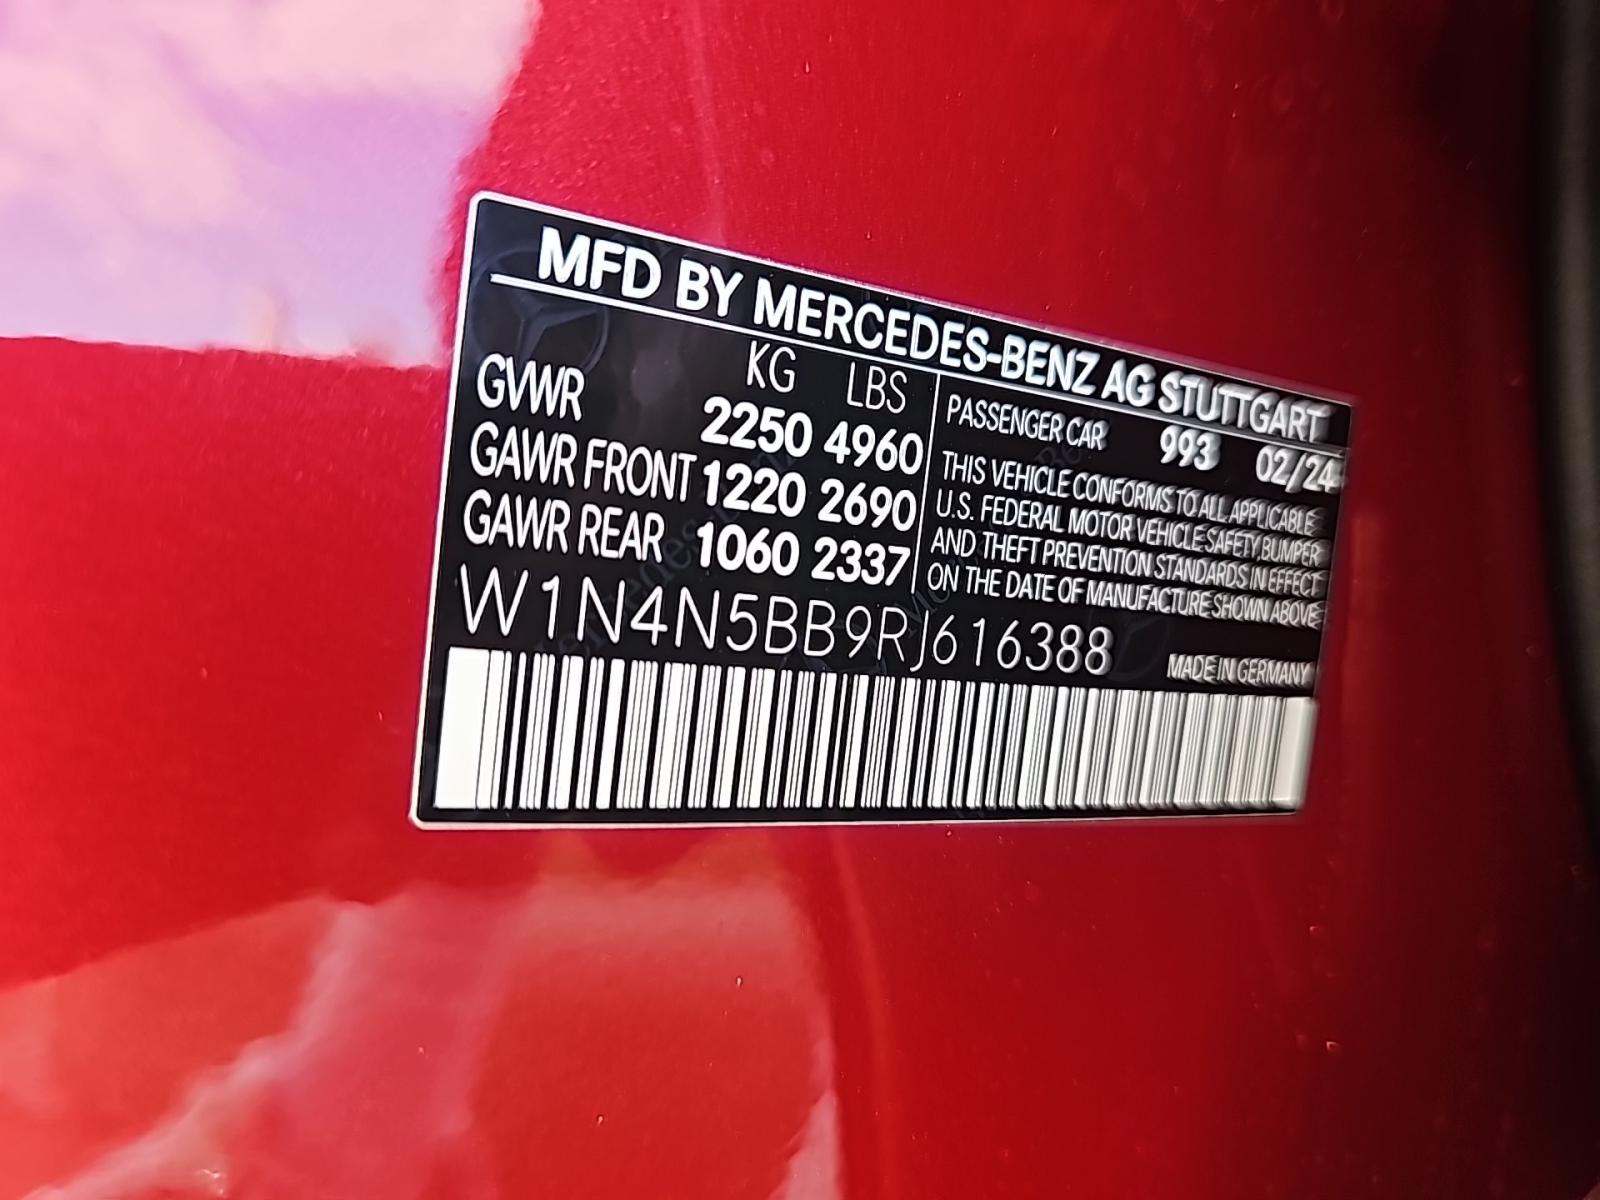 MFD BY MERCEDES-BENZ AG STUTTGART
KG LBS
GVWR 2250 4960
GAWR FRONT 1220 2690
GAWR REAR 1060 2337
PASSENGER CAR 993 02/24
THIS VEHICLE CONFORMS TO ALL APPLICABLE
U.S. FEDERAL MOTOR VEHICLE SAFETY, BUMPER
AND THEFT PREVENTION STANDARDS IN EFFECT
ON THE DATE OF MANUFACTURE SHOWN ABOVE
W1N4N5BB9RJ616388
MADE IN GERMANY